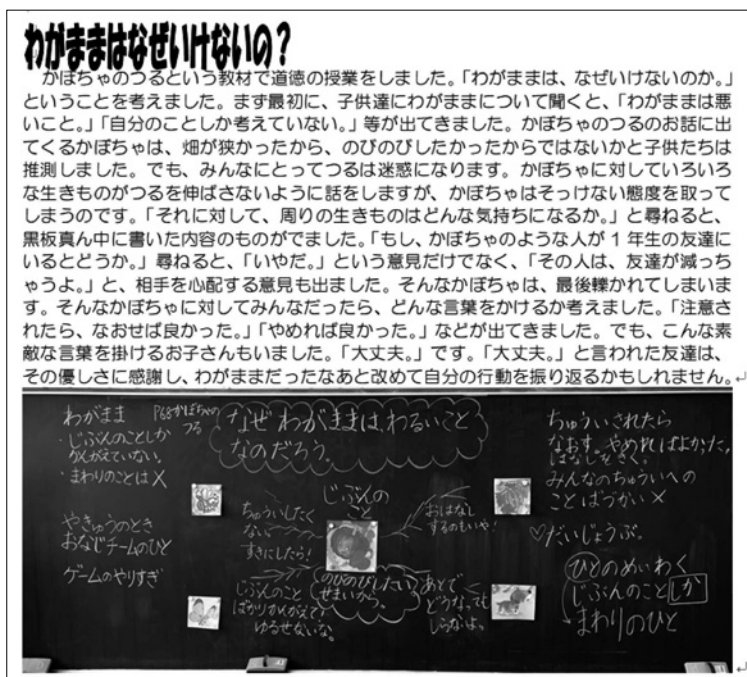 わがままはなぜいけないの？
かぼちゃのつるという教材で道徳の授業をしました。「わがままは、なぜいけないのか。」
ということを考えました。まず最初に、子供達にわがままについて聞くと、「わがままは悪
いこと。」「自分のことしか考えていない。」等が出てきました。かぼちゃのつるのお話に出
てくるかぼちゃは、畑が狭かったから、のびのびしたかったからではないかと子供たちは
推測しました。でも、みんなにとってつるは迷惑になります。かぼちゃに対していろいろ
な生きものがつるを伸ばさないように話をしますが、かぼちゃはそっけない態度を取って
しまうのです。「それに対して、周りの生きものはどんな気持ちになるか。」と尋ねると、
黒板真ん中に書いた内容のものがでました。「もし、かぼちゃのような人が１年生の友達に
いるとどうか。」尋ねると、「いやだ。」という意見だけでなく、「その人は、友達が減っち
ゃうよ。」と、相手を心配する意見も出ました。そんなかぼちゃは、最後轢かれてしまいま
す。そんなかぼちゃに対してみんなだったら、どんな言葉をかけるか考えました。「注意さ
れたら、なおせば良かった。」「やめれば良かった。」などが出てきました。でも、こんな素
敵な言葉を掛けるお子さんもいました。「大丈夫。」です。「大丈夫。」と言われた友達は、
その優しさに感謝し、わがままだったなあと改めて自分の行動を振り返るかもしれません。
わがまま
・じぶんのことしか
かんがえていない。
・まわりのことは×
やきゅうのとき
おなじチームのひと
ゲームのやりすぎ
P68かぼちゃの
つる
なぜ わがままは、わるいこと
なのだろう。
じぶんの
こと
ちゅういしたく
ない
すきにしたら！
おはなし
するのもいや！
じぶんのこと
ばかりかんがえて
ゆるせないな。
のびのびしたい
せまいから。
あとで
どうなっても
しらないよ。
ちゅういされたら
なおす。やめればよかった。
みんなのちゅういへの
ことばづかい×
♡だいじょうぶ。
ひとのめいわく
じぶんのことしか
まわりのひと